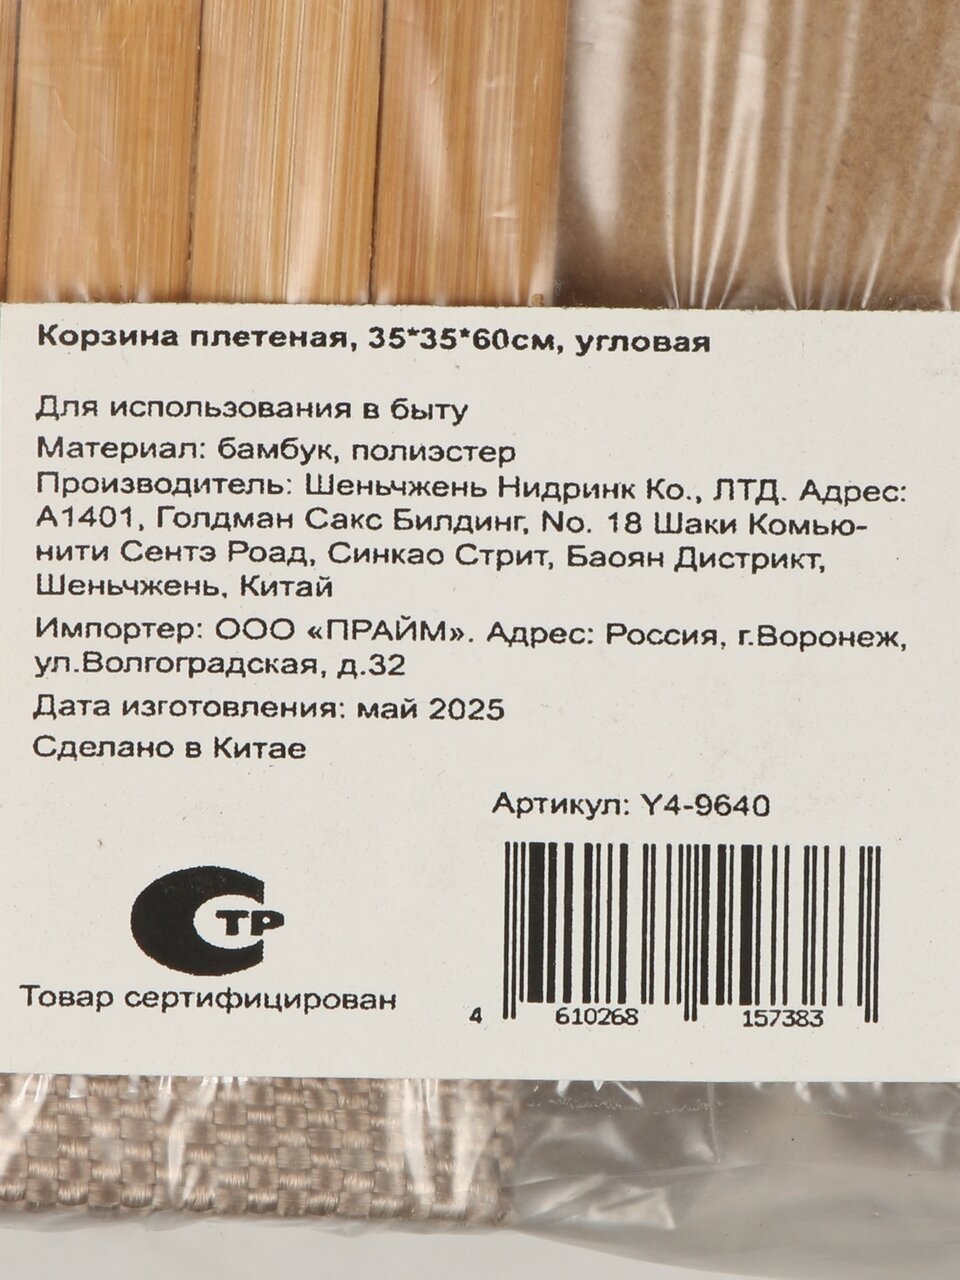 Корзина плетеная, 35*35*60см, угловая
Для использования в быту
Материал: бамбук, полиэстер
Производитель: Шеньчжень Нидринк Ко., ЛТД. Адрес:
А1401, Голдман Сакс Билдинг, No. 18 Шаки Комью-
нити Сентэ Роад, Синкао Стрит, Баоян Дистрикт,
Шеньчжень, Китай
Импортер: ООО «ПРАЙМ». Адрес: Россия, г.Воронеж,
ул.Волгоградская, д.32
Дата изготовления: май 2025
Сделано в Китае
Артикул: Y4-9640
СТР
Товар сертифицирован
4 610268 157383